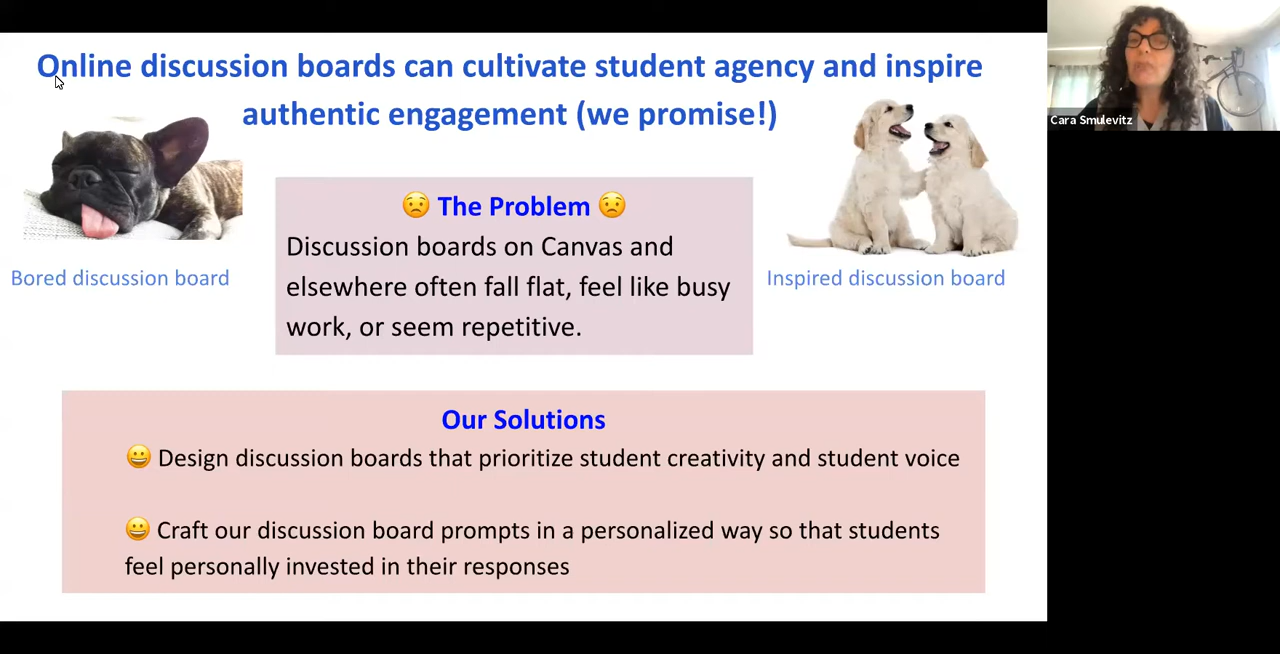 Online discussion boards can cultivate student agency and inspire
authentic engagement (we promise!)
Cara Smulevitz
😟 The Problem 😟
Discussion boards on Canvas and
elsewhere often fall flat, feel like busy
work, or seem repetitive.
Bored discussion board
Inspired discussion board
Our Solutions
😀 Design discussion boards that prioritize student creativity and student voice
😀 Craft our discussion board prompts in a personalized way so that students
feel personally invested in their responses